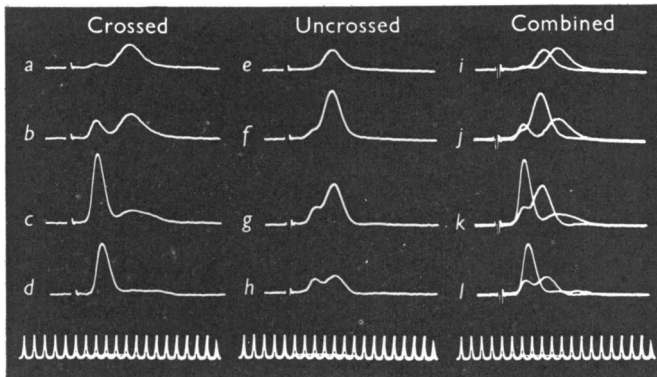 Crossed Uncrossed Combined
a e i
b f j
c g k
d h l